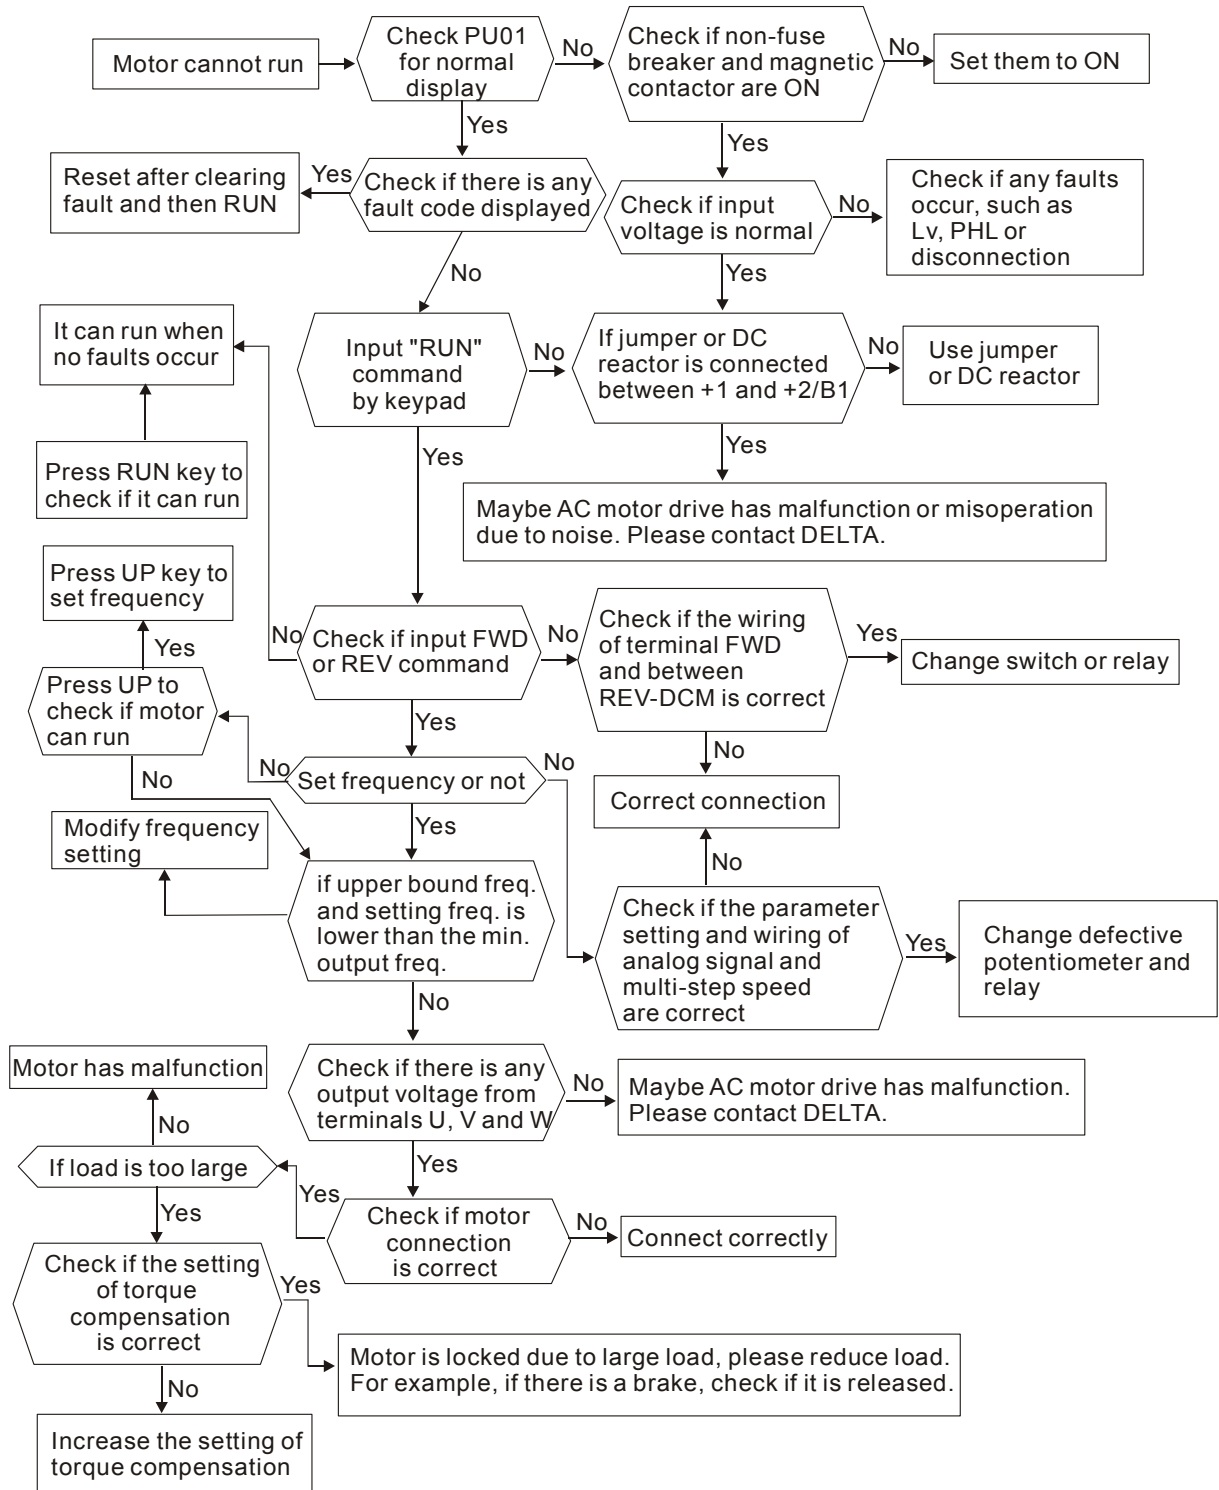 Motor cannot run
Check PU01
for normal
display
No
Check if non-fuse
breaker and magnetic
contactor are ON
No
Set them to ON
Yes
Yes
Reset after clearing
fault and then RUN
Yes
Check if there is any
fault code displayed
Check if input
voltage is normal
No
Check if any faults
occur, such as
Lv, PHL or
disconnection
No
Yes
It can run when
no faults occur
Input "RUN"
command
by keypad
No
If jumper or DC
reactor is connected
between +1 and +2/B1
No
Use jumper
or DC reactor
Yes
Yes
Press RUN key to
check if it can run
Maybe AC motor drive has malfunction or misoperation
due to noise. Please contact DELTA.
Press UP key to
set frequency
Yes
No
Check if input FWD
or REV command
No
Check if the wiring
of terminal FWD
and between
REV-DCM is correct
Yes
Change switch or relay
Press UP to
check if motor
can run
Yes
No
No
No
Set frequency or not
No
Correct connection
Modify frequency
setting
Yes
No
if upper bound freq.
and setting freq. is
lower than the min.
output freq.
Check if the parameter
setting and wiring of
analog signal and
multi-step speed
are correct
Yes
Change defective
potentiometer and
relay
No
Motor has malfunction
Check if there is any
output voltage from
terminals U, V and W
No
Maybe AC motor drive has malfunction.
Please contact DELTA.
No
If load is too large
Yes
Yes
Yes
Check if motor
connection
is correct
No
Connect correctly
Check if the setting
of torque
compensation
is correct
Yes
Motor is locked due to large load, please reduce load.
For example, if there is a brake, check if it is released.
No
Increase the setting of
torque compensation